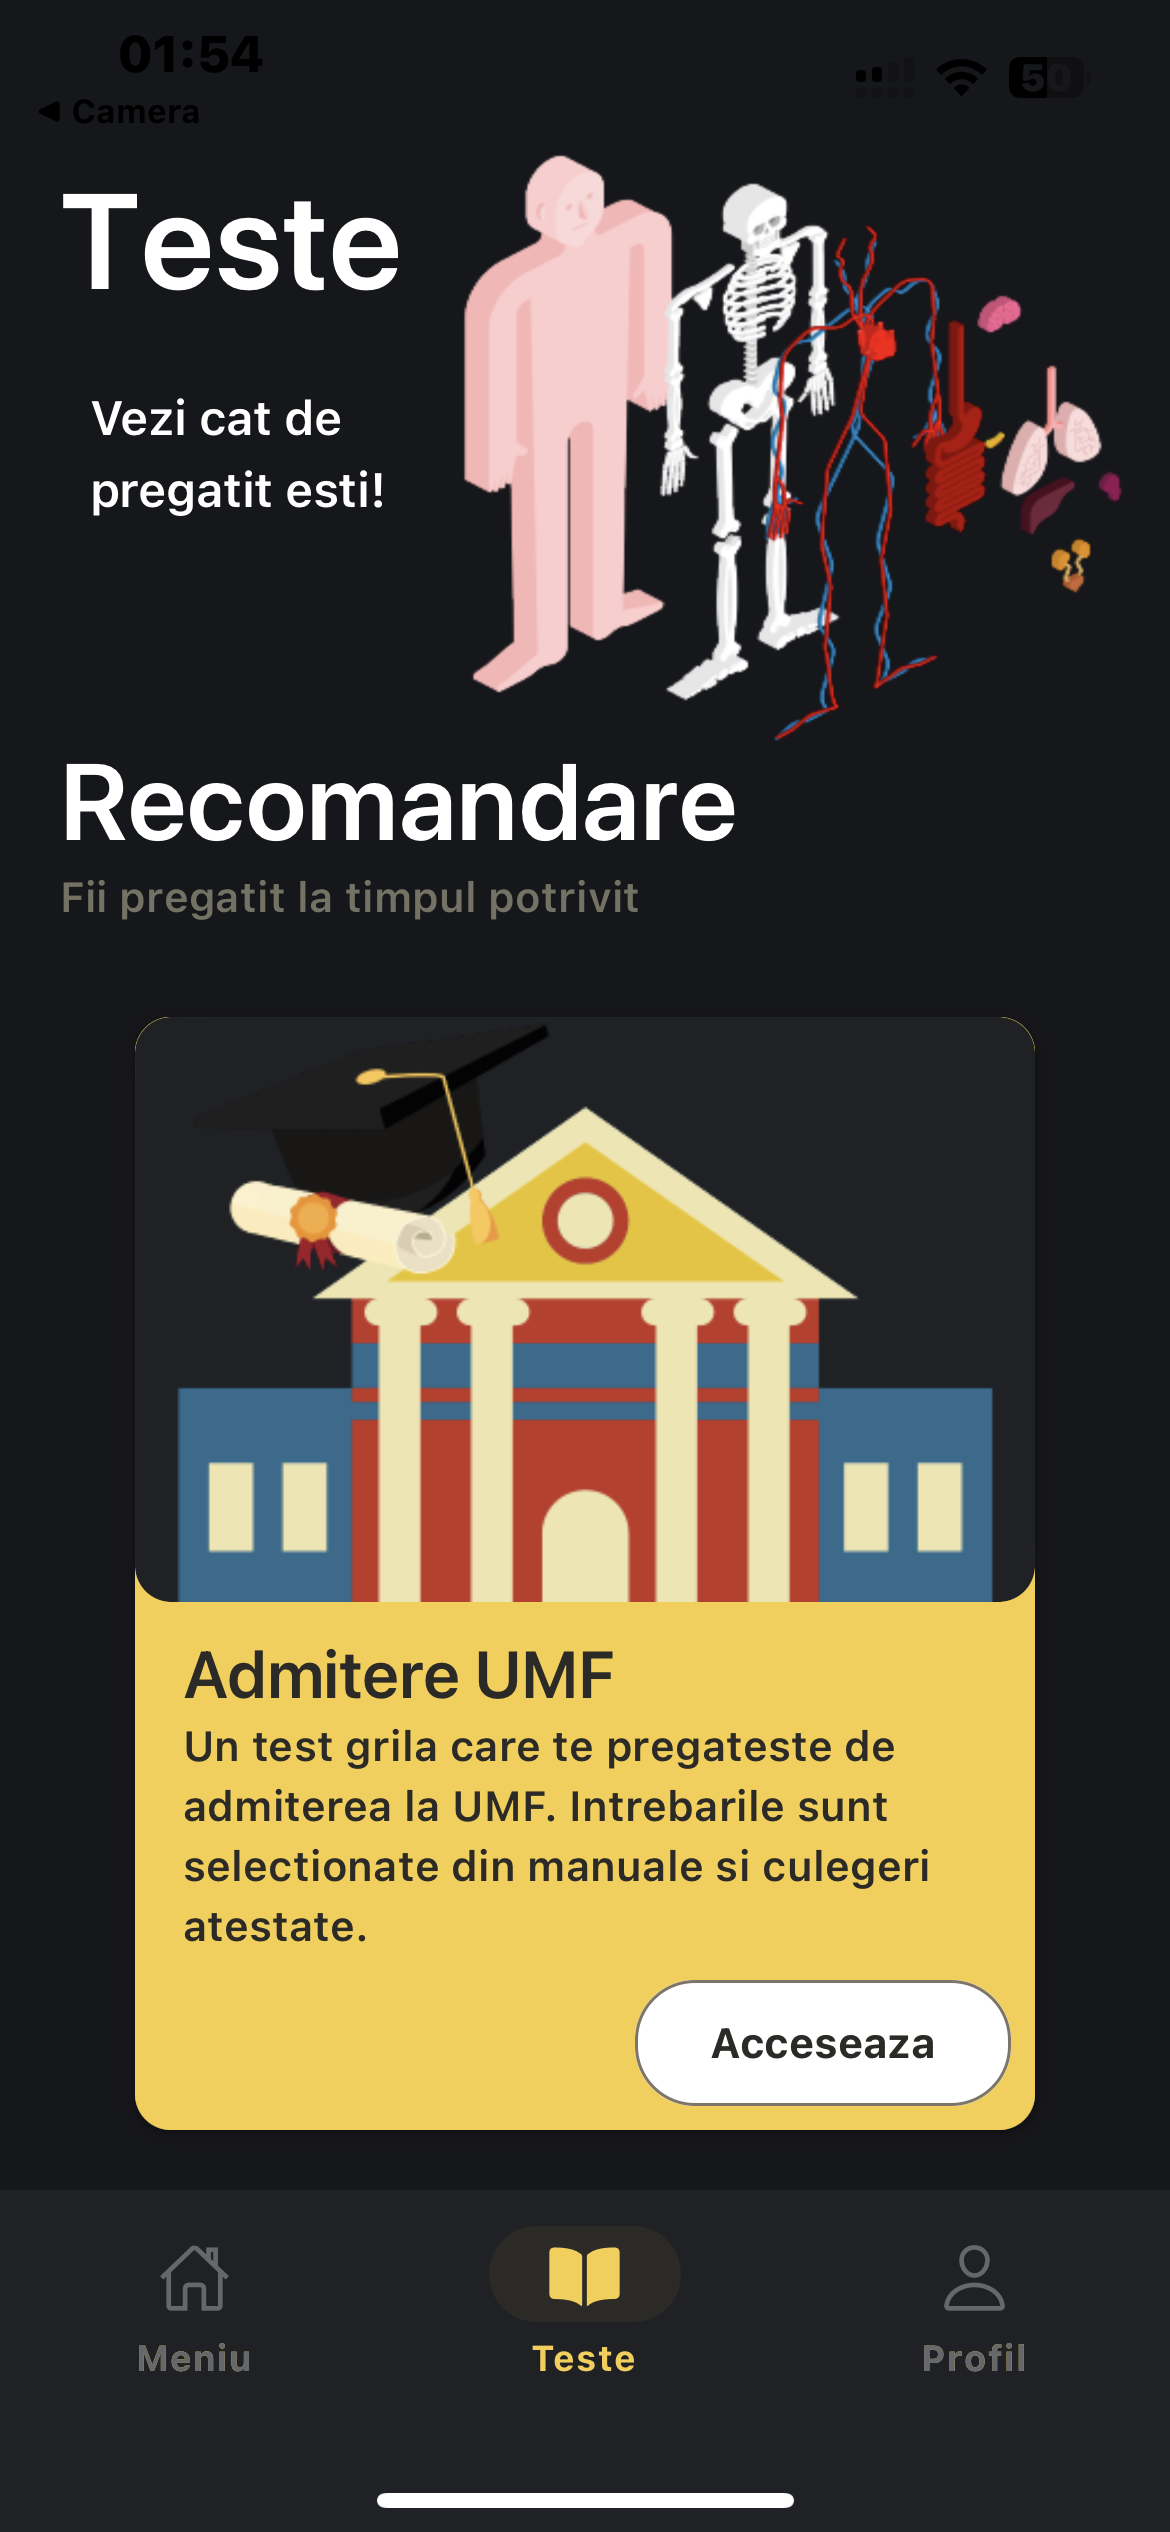 01:54
50
◀ Camera
Teste
Vezi cat de
pregatit esti!
Recomandare
Fii pregatit la timpul potrivit
Admitere UMF
Un test grila care te pregateste de
admiterea la UMF. Intrebarile sunt
selectionate din manuale si culegeri
atestate.
Acceseaza
Meniu
Teste
Profil